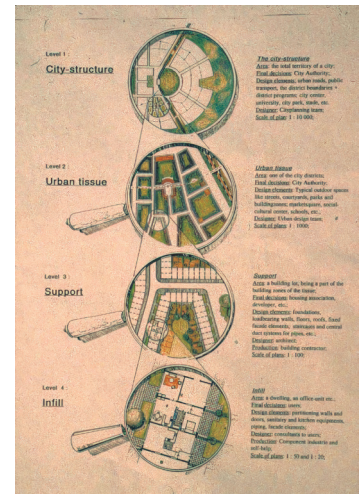 Level 1 :
City-structure
The city-structure
Area: the total territory of a city;
Final decisions: City Authority;
Design elements: urban roads, public
transport, the district boundaries +
district programs; city center,
university, city park, stade, etc.
Designer: Cityplanning team;
Scale of plan: 1 : 10 000;
Level 2 :
Urban tissue
Urban tissue
Area: one of the city districts;
Final decisions: City Authority;
Design elements: Typical outdoor spaces
like streets, courtyards, parks and
buildingzones; marketsquare, social-
cultural center, schools, etc.;
Designer: Urban design team;
Scale of plans: 1 : 1000;
Level 3 :
Support
Support
Area: a building lot, being a part of the
building zones of the tissue;
Final decisions: housing association,
developer, etc.;
Design elements: foundations,
loadbearing walls, floors, roofs, fixed
facade elements, staircases and central
duct systems for pipes, etc.;
Designer: architect;
Production: building contractor;
Scale of plans: 1 : 100;
Level 4 :
Infill
Infill
Area: a dwelling, an office unit etc.,
Final decisions: users;
Design elements: partitioning walls and
doors, sanitary and kitchen equipments,
piping, facade elements;
Designer: consultants to users;
Production: Component industrie and
self-help;
Scale of plans: 1 : 50 and 1 : 20;